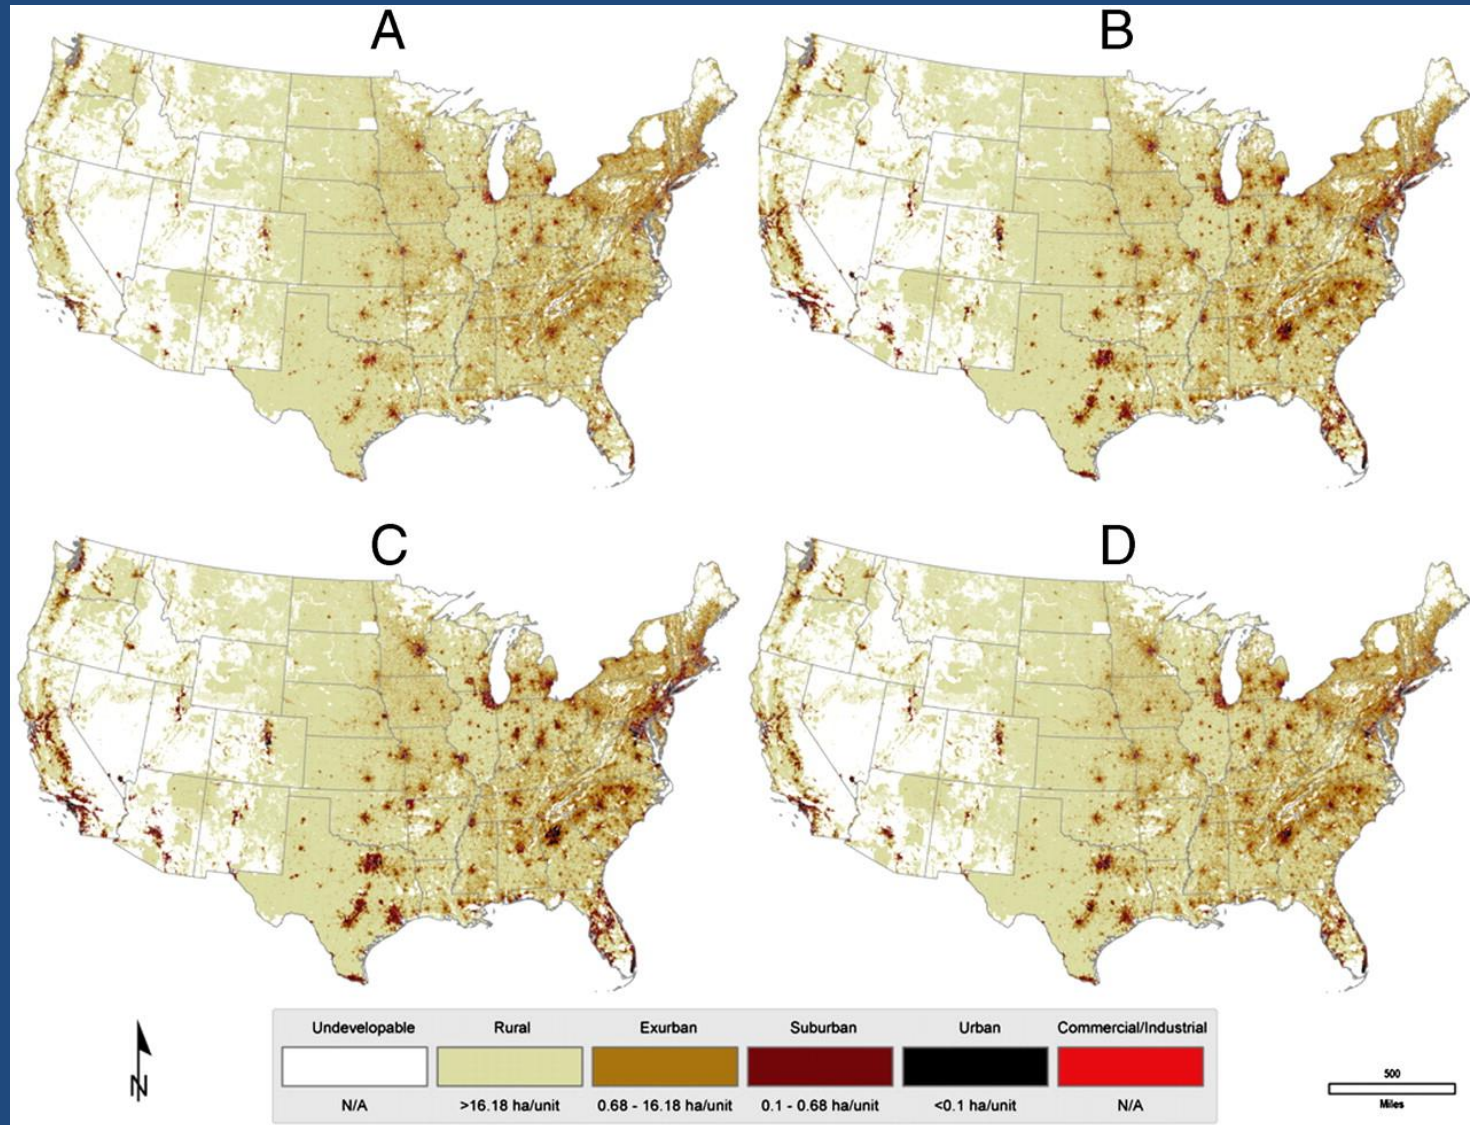 A
B
C
D
N
Undevelopable
Rural
Exurban
Suburban
Urban
Commercial/Industrial
N/A
>16.18 ha/unit
0.68 - 16.18 ha/unit
0.1 - 0.68 ha/unit
<0.1 ha/unit
N/A
500
Miles